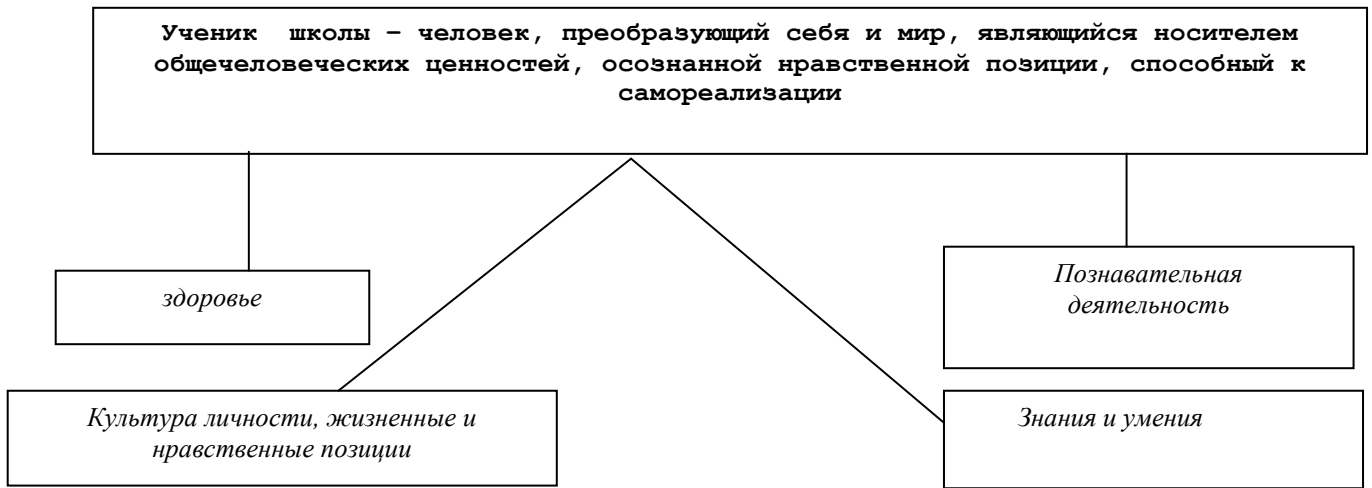 Ученик школы – человек, преобразующий себя и мир, являющийся носителем
общечеловеческих ценностей, осознанной нравственной позиции, способный к
самореализации
здоровье
Познавательная
деятельность
Культура личности, жизненные и
нравственные позиции
Знания и умения